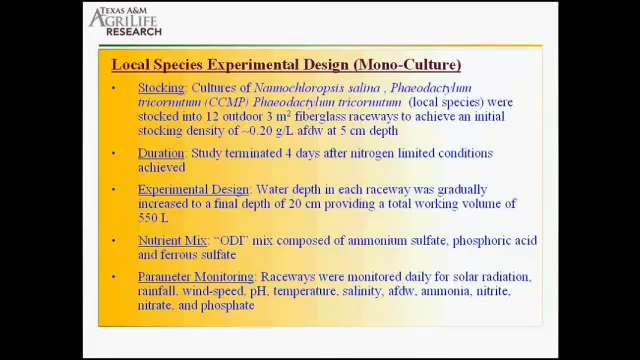 TEXAS A&M
AGRILIFE
RESEARCH
Local Species Experimental Design (Mono-Culture)
• Stocking: Cultures of Nannochloropsis salina , Phaeodactylum
tricornutum (CCMP) Phaeodactylum tricornutum (local species) were
stocked into 12 outdoor 3 m² fiberglass raceways to achieve an initial
stocking density of ~0.20 g/L afdw at 5 cm depth
• Duration: Study terminated 4 days after nitrogen limited conditions
achieved
• Experimental Design: Water depth in each raceway was gradually
increased to a final depth of 20 cm providing a total working volume of
550 L
• Nutrient Mix: “ODI” mix composed of ammonium sulfate, phosphoric acid
and ferrous sulfate
• Parameter Monitoring: Raceways were monitored daily for solar radiation,
rainfall, wind-speed, pH, temperature, salinity, afdw, ammonia, nitrite,
nitrate, and phosphate